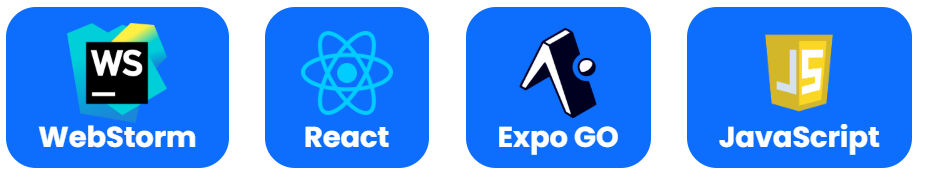 WS
JS
WebStorm
React
Expo GO
JavaScript